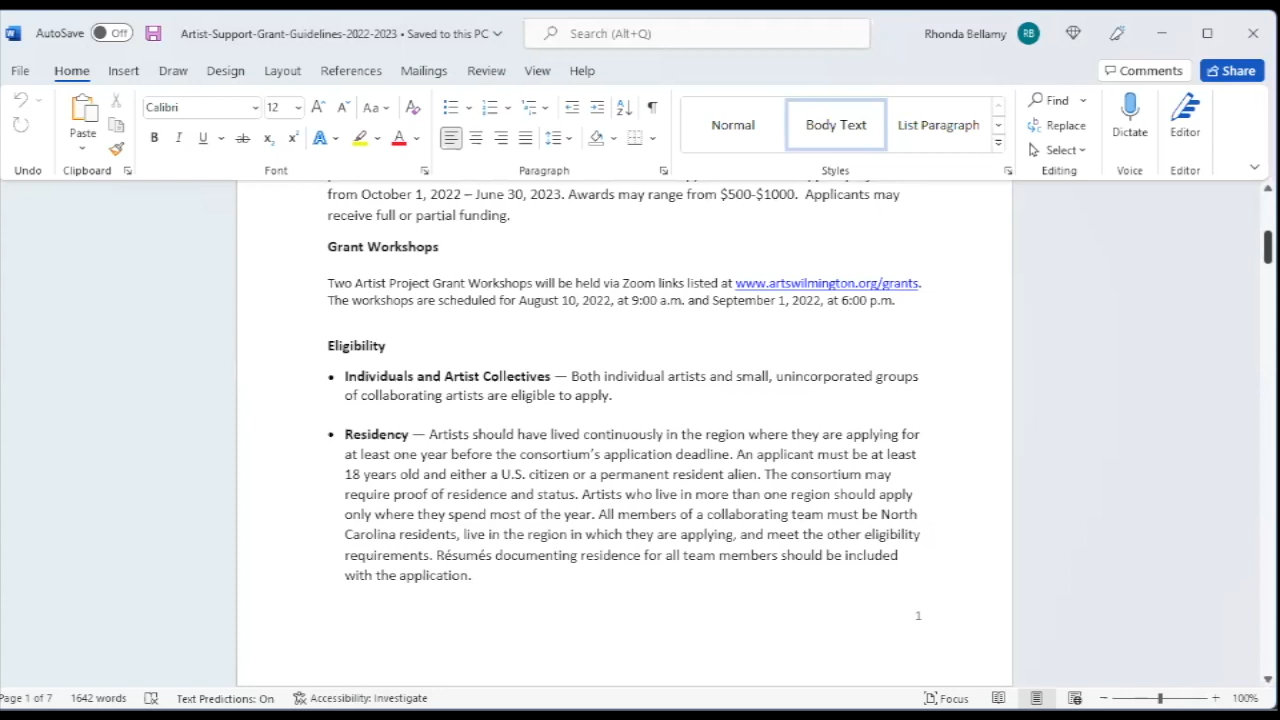 AutoSave Off Artist-Support-Grant-Guidelines-2022-2023 • Saved to this PC Search (Alt+Q) Rhonda Bellamy RB
File Home Insert Draw Design Layout References Mailings Review View Help Comments Share
Calibri 12 Aa
Paste
Normal Body Text List Paragraph
Find
Replace
Select
Dictate
Editor
Undo Clipboard Font Paragraph Styles Editing Voice Editor
from October 1, 2022 – June 30, 2023. Awards may range from $500-$1000. Applicants may
receive full or partial funding.
Grant Workshops
Two Artist Project Grant Workshops will be held via Zoom links listed at www.artswilmington.org/grants.
The workshops are scheduled for August 10, 2022, at 9:00 a.m. and September 1, 2022, at 6:00 p.m.
Eligibility
• Individuals and Artist Collectives — Both individual artists and small, unincorporated groups
of collaborating artists are eligible to apply.
• Residency — Artists should have lived continuously in the region where they are applying for
at least one year before the consortium's application deadline. An applicant must be at least
18 years old and either a U.S. citizen or a permanent resident alien. The consortium may
require proof of residence and status. Artists who live in more than one region should apply
only where they spend most of the year. All members of a collaborating team must be North
Carolina residents, live in the region in which they are applying, and meet the other eligibility
requirements. Résumés documenting residence for all team members should be included
with the application.
1
Page 1 of 7 1642 words Text Predictions: On Accessibility: Investigate Focus 100%